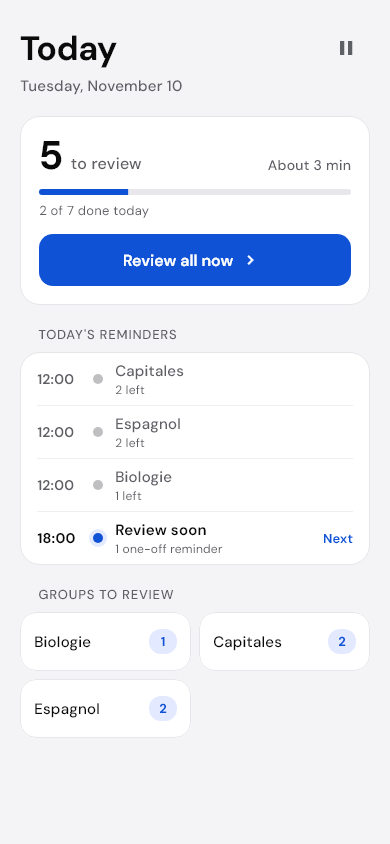 Today
Tuesday, November 10
5 to review
About 3 min
2 of 7 done today
Review all now
TODAY'S REMINDERS
12:00 Capitales
2 left
12:00 Espagnol
2 left
12:00 Biologie
1 left
18:00 Review soon Next
1 one-off reminder
GROUPS TO REVIEW
Biologie 1
Capitales 2
Espagnol 2